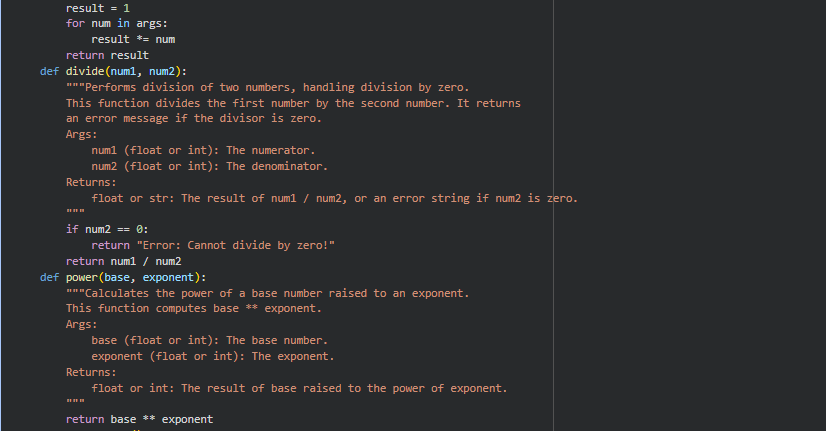 result = 1
for num in args:
result *= num
return result
def divide(num1, num2):
"""Performs division of two numbers, handling division by zero.
This function divides the first number by the second number. It returns
an error message if the divisor is zero.
Args:
num1 (float or int): The numerator.
num2 (float or int): The denominator.
Returns:
float or str: The result of num1 / num2, or an error string if num2 is zero.
"""
if num2 == 0:
return "Error: Cannot divide by zero!"
return num1 / num2
def power(base, exponent):
"""Calculates the power of a base number raised to an exponent.
This function computes base ** exponent.
Args:
base (float or int): The base number.
exponent (float or int): The exponent.
Returns:
float or int: The result of base raised to the power of exponent.
"""
return base ** exponent